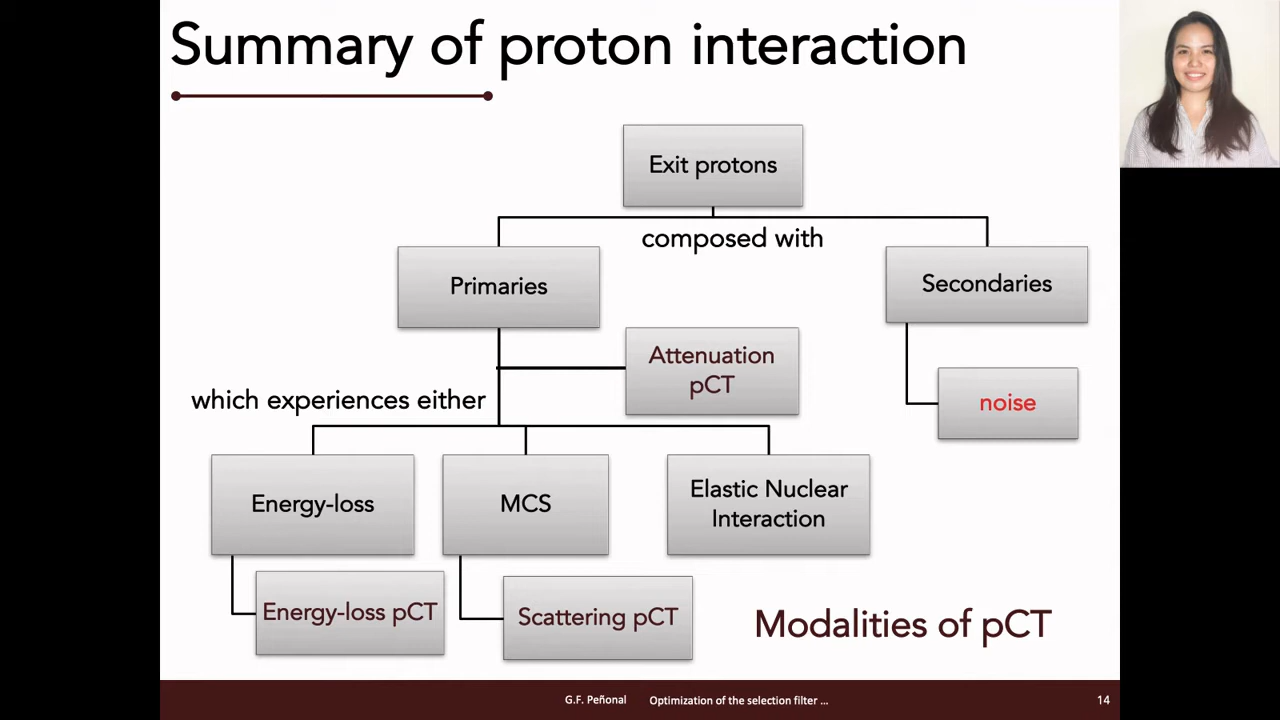 Summary of proton interaction
Exit protons
composed with
Primaries
Secondaries
Attenuation
pCT
which experiences either
noise
Energy-loss
MCS
Elastic Nuclear
Interaction
Energy-loss pCT
Scattering pCT
Modalities of pCT
G.F. Peñonal
Optimization of the selection filter ...
14